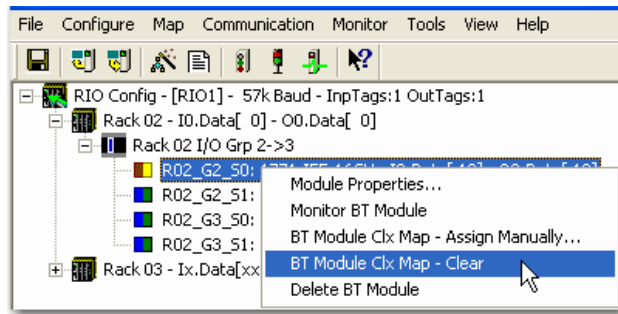 File Configure Map Communication Monitor Tools View Help
RIO Config - [RIO1] - 57k Baud - InpTags:1 OutTags:1
Rack 02 - I0.Data[ 0] - O0.Data[ 0]
Rack 02 I/O Grp 2->3
R02_G2_S0:
R02_G2_S1:
R02_G3_S0:
R02_G3_S1:
Rack 03 - Ix.Data[xx
Module Properties...
Monitor BT Module
BT Module Clx Map - Assign Manually...
BT Module Clx Map - Clear
Delete BT Module